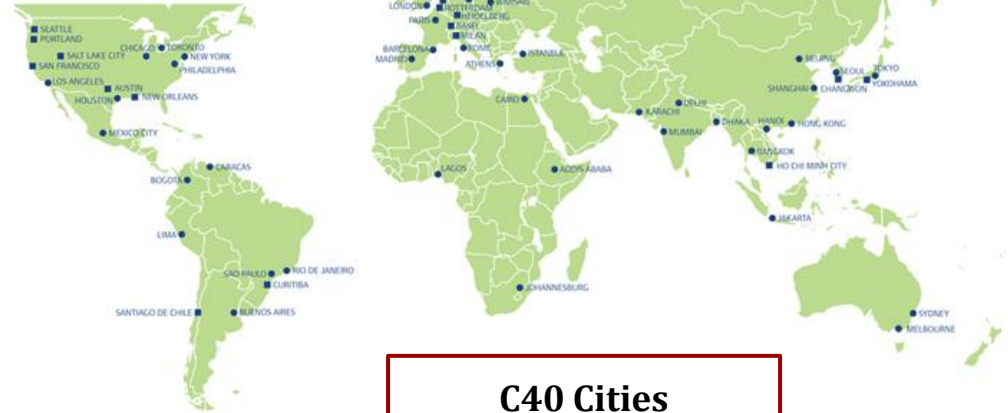 LONDON
ROTTERDAM
HEIDELBERG
PARIS
BASEL
MILAN
BARCELONA
ROME
MADRID
ISTANBUL
ATHENS
SEATTLE
PORTLAND
CHICAGO
TORONTO
SALT LAKE CITY
NEW YORK
SAN FRANCISCO
PHILADELPHIA
LOS ANGELES
AUSTIN
HOUSTON
NEW ORLEANS
MEXICO CITY
CARACAS
BOGOTA
LIMA
SAO PAULO
RIO DE JANEIRO
CURITIBA
SANTIAGO DE CHILE
BUENOS AIRES
CAIRO
LAGOS
ADDIS ABABA
JOHANNESBURG
BEIJING
SEOUL
TOKYO
SHANGHAI
CHANGWON
YOKOHAMA
KARACHI
DELHI
DHAKA
HANOI
HONG KONG
MUMBAI
BANGKOK
HO CHI MINH CITY
JAKARTA
SYDNEY
MELBOURNE
C40 Cities